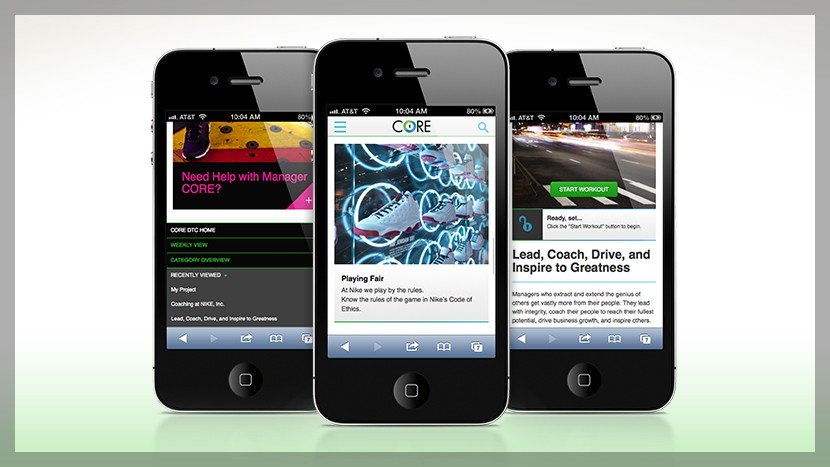 AT&T 10:04 AM 80%
Need Help with Manager
CORE?
+
CORE DTC HOME
WEEKLY VIEW
CATEGORY OVERVIEW
RECENTLY VIEWED
My Project
Coaching at NIKE, Inc.
Lead, Coach, Drive, and Inspire to Greatness
AT&T 10:04 AM 80%
CORE
Playing Fair
At Nike we play by the rules.
Know the rules of the game in Nike's Code of
Ethics.
7
AT&T 10:04 AM 80%
START WORKOUT
Ready, set...
Click the "Start Workout" button to begin.
Lead, Coach, Drive, and
Inspire to Greatness
Managers who extract and extend the genius of
others get vastly more from their people. They lead
with integrity, coach their people to reach their fullest
potential, drive business growth, and inspire others.
7